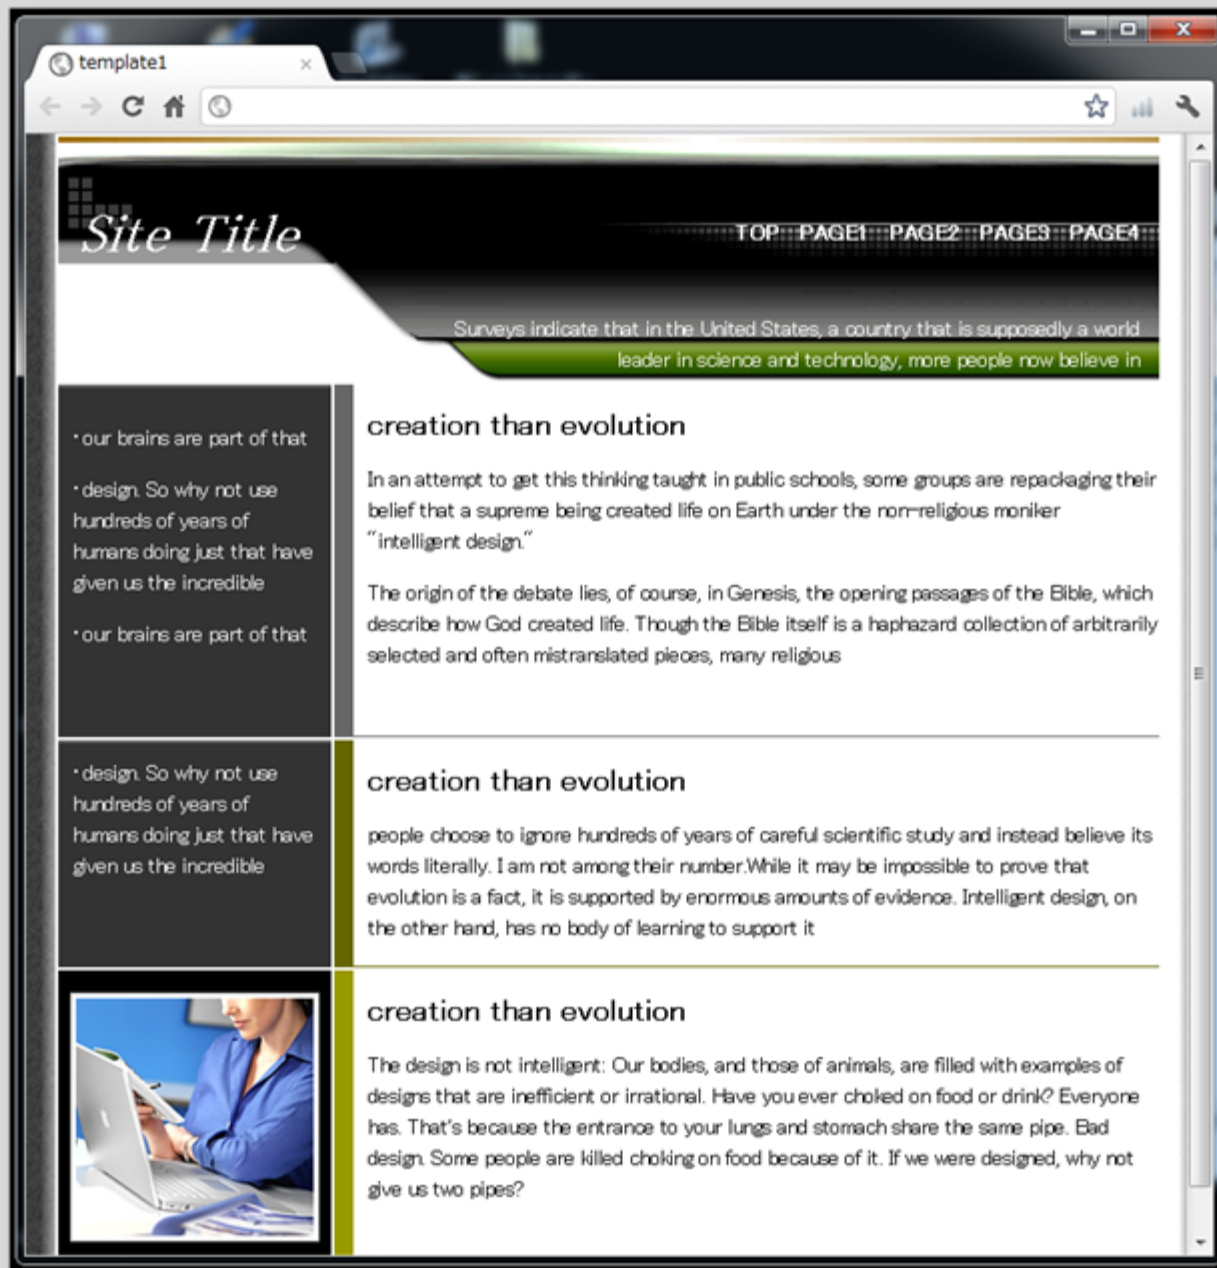 template1
Site Title
TOP PAGE1 PAGE2 PAGE3 PAGE4
Surveys indicate that in the United States, a country that is supposedly a world
leader in science and technology, more people now believe in
・our brains are part of that
・design. So why not use
hundreds of years of
humans doing just that have
given us the incredible
・our brains are part of that
creation than evolution
In an attempt to get this thinking taught in public schools, some groups are repackaging their
belief that a supreme being created life on Earth under the non-religious moniker
"intelligent design."
The origin of the debate lies, of course, in Genesis, the opening passages of the Bible, which
describe how God created life. Though the Bible itself is a haphazard collection of arbitrarily
selected and often mistranslated pieces, many religious
・design. So why not use
hundreds of years of
humans doing just that have
given us the incredible
creation than evolution
people choose to ignore hundreds of years of careful scientific study and instead believe its
words literally. I am not among their number.While it may be impossible to prove that
evolution is a fact, it is supported by enormous amounts of evidence. Intelligent design, on
the other hand, has no body of learning to support it
creation than evolution
The design is not intelligent: Our bodies, and those of animals, are filled with examples of
designs that are inefficient or irrational. Have you ever choked on food or drink? Everyone
has. That's because the entrance to your lungs and stomach share the same pipe. Bad
design. Some people are killed choking on food because of it. If we were designed, why not
give us two pipes?